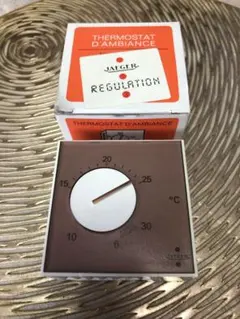 THERMOSTAT
D'AMBIANCE
JAEGER
REGULATION
THERMOSTAT D'AMBIANCE
20
15
25
°C
10
30